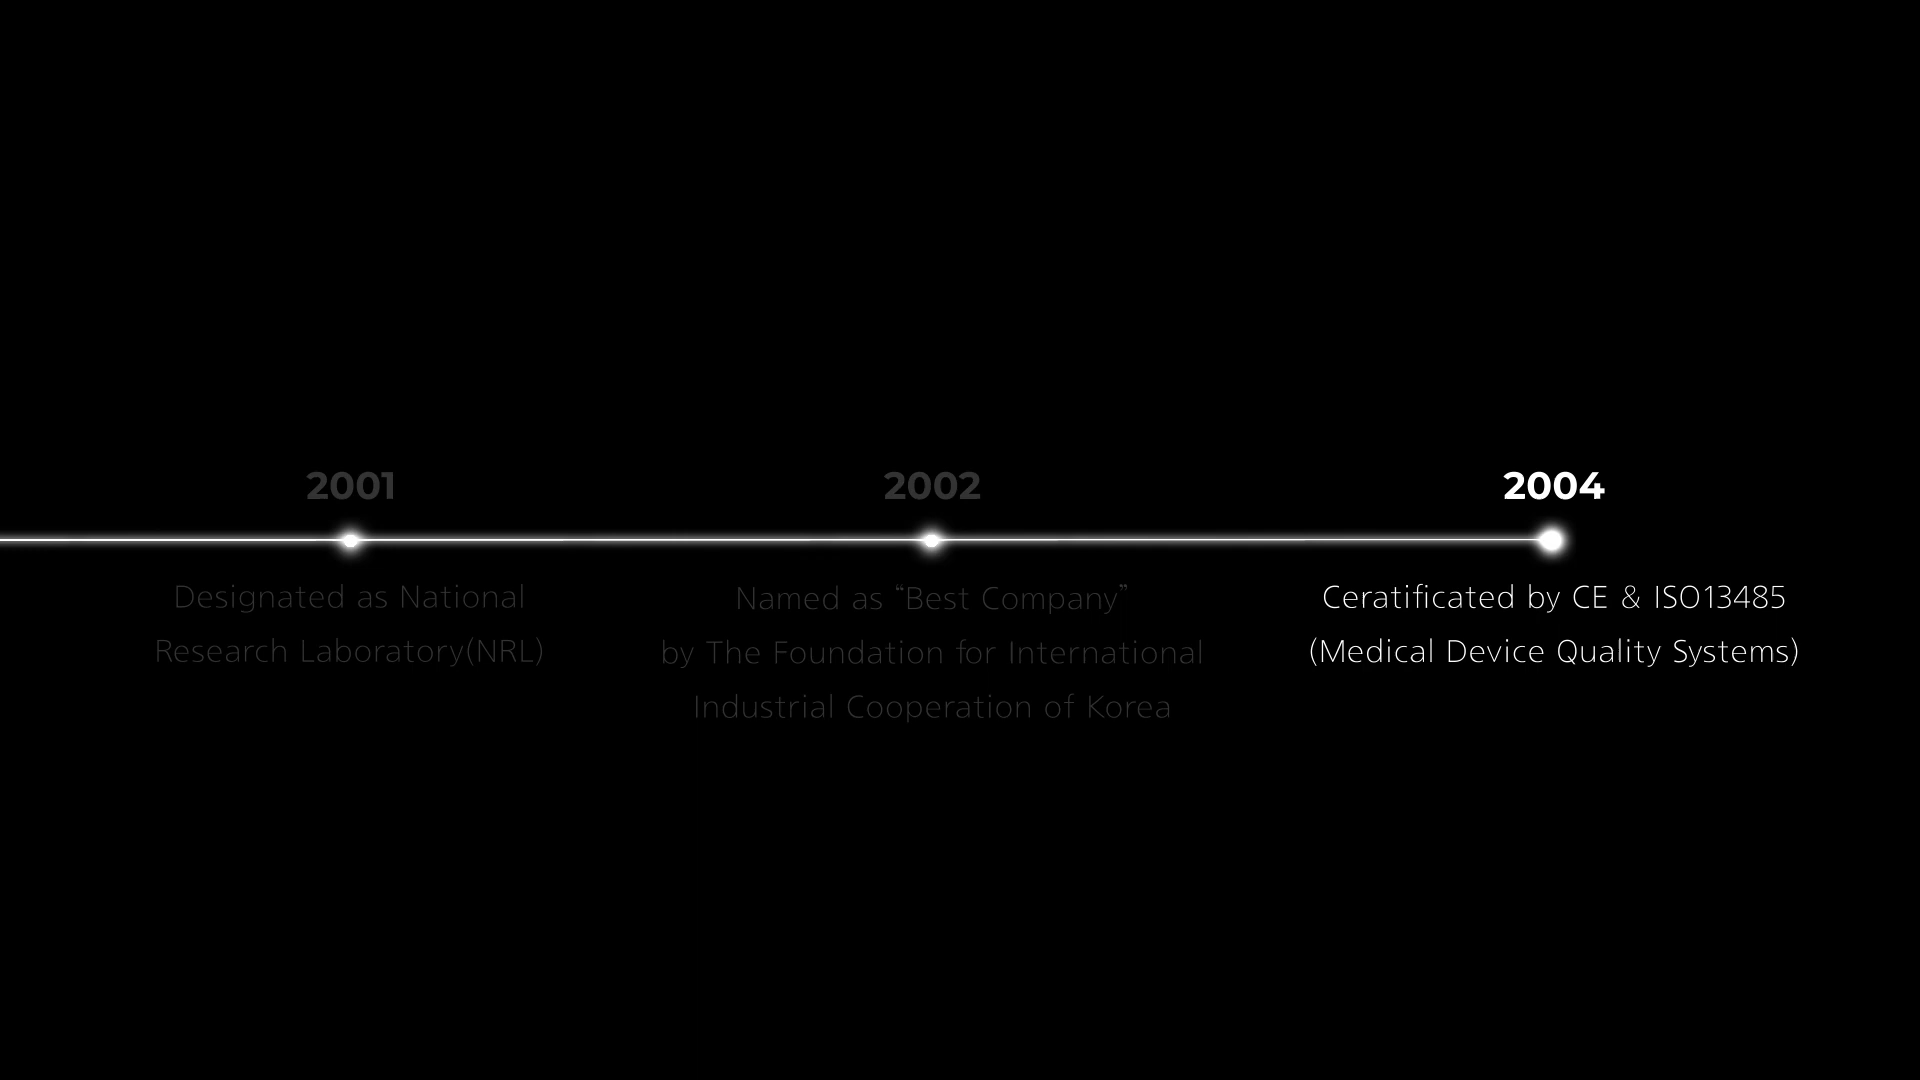 2001
Designated as National
Research Laboratory(NRL)
2002
Named as “Best Company”
by The Foundation for International
Industrial Cooperation of Korea
2004
Ceratificated by CE & ISO13485
(Medical Device Quality Systems)